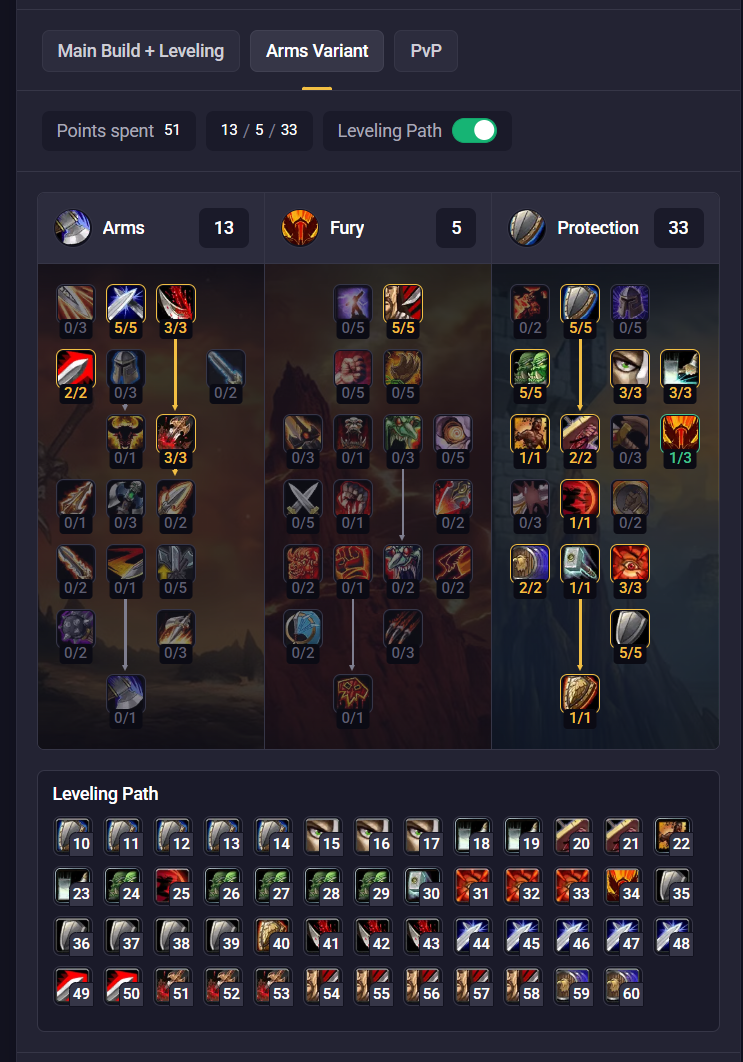 Main Build + Leveling Arms Variant PvP
Points spent 51 13 / 5 / 33 Leveling Path
Arms 13 Fury 5 Protection 33
0/3 5/5 3/3 0/5 5/5 0/2 5/5 0/5
2/2 0/3 0/2 0/5 0/5 5/5 3/3 3/3
0/1 3/3 0/3 0/1 0/3 0/5 1/1 2/2 0/3 1/3
0/1 0/3 0/2 0/5 0/1 0/2 0/3 1/1 0/2
0/2 0/1 0/5 0/2 0/1 0/2 0/2 2/2 1/1 3/3
0/2 0/3 0/2 0/3 5/5
0/1 0/1 1/1
Leveling Path
10 11 12 13 14 15 16 17 18 19 20 21 22
23 24 25 26 27 28 29 30 31 32 33 34 35
36 37 38 39 40 41 42 43 44 45 46 47 48
49 50 51 52 53 54 55 56 57 58 59 60